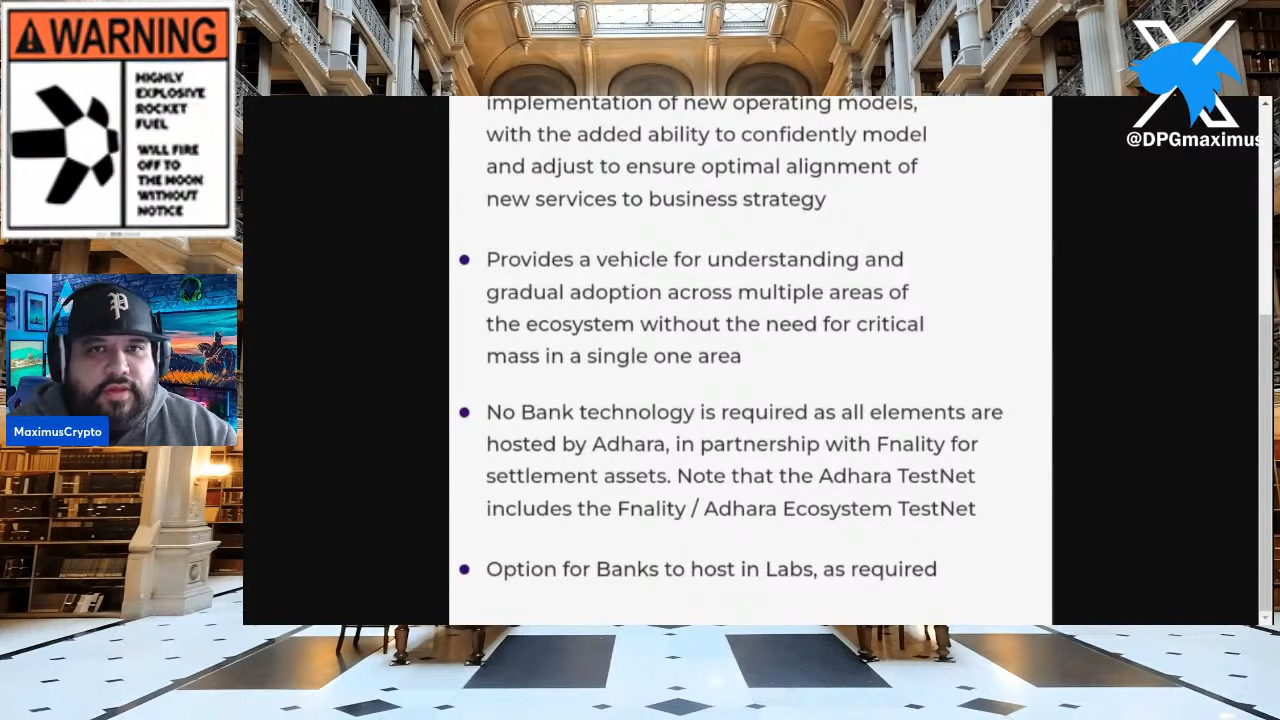 WARNING
HIGHLY
EXPLOSIVE
ROCKET
FUEL
WILL FIRE
OFF TO
THE MOON
WITHOUT
NOTICE
@DPGmaximus
implementation of new operating models,
with the added ability to confidently model
and adjust to ensure optimal alignment of
new services to business strategy
Provides a vehicle for understanding and
gradual adoption across multiple areas of
the ecosystem without the need for critical
mass in a single one area
No Bank technology is required as all elements are
hosted by Adhara, in partnership with Fnality for
settlement assets. Note that the Adhara TestNet
includes the Fnality / Adhara Ecosystem TestNet
Option for Banks to host in Labs, as required
P
MaximusCrypto